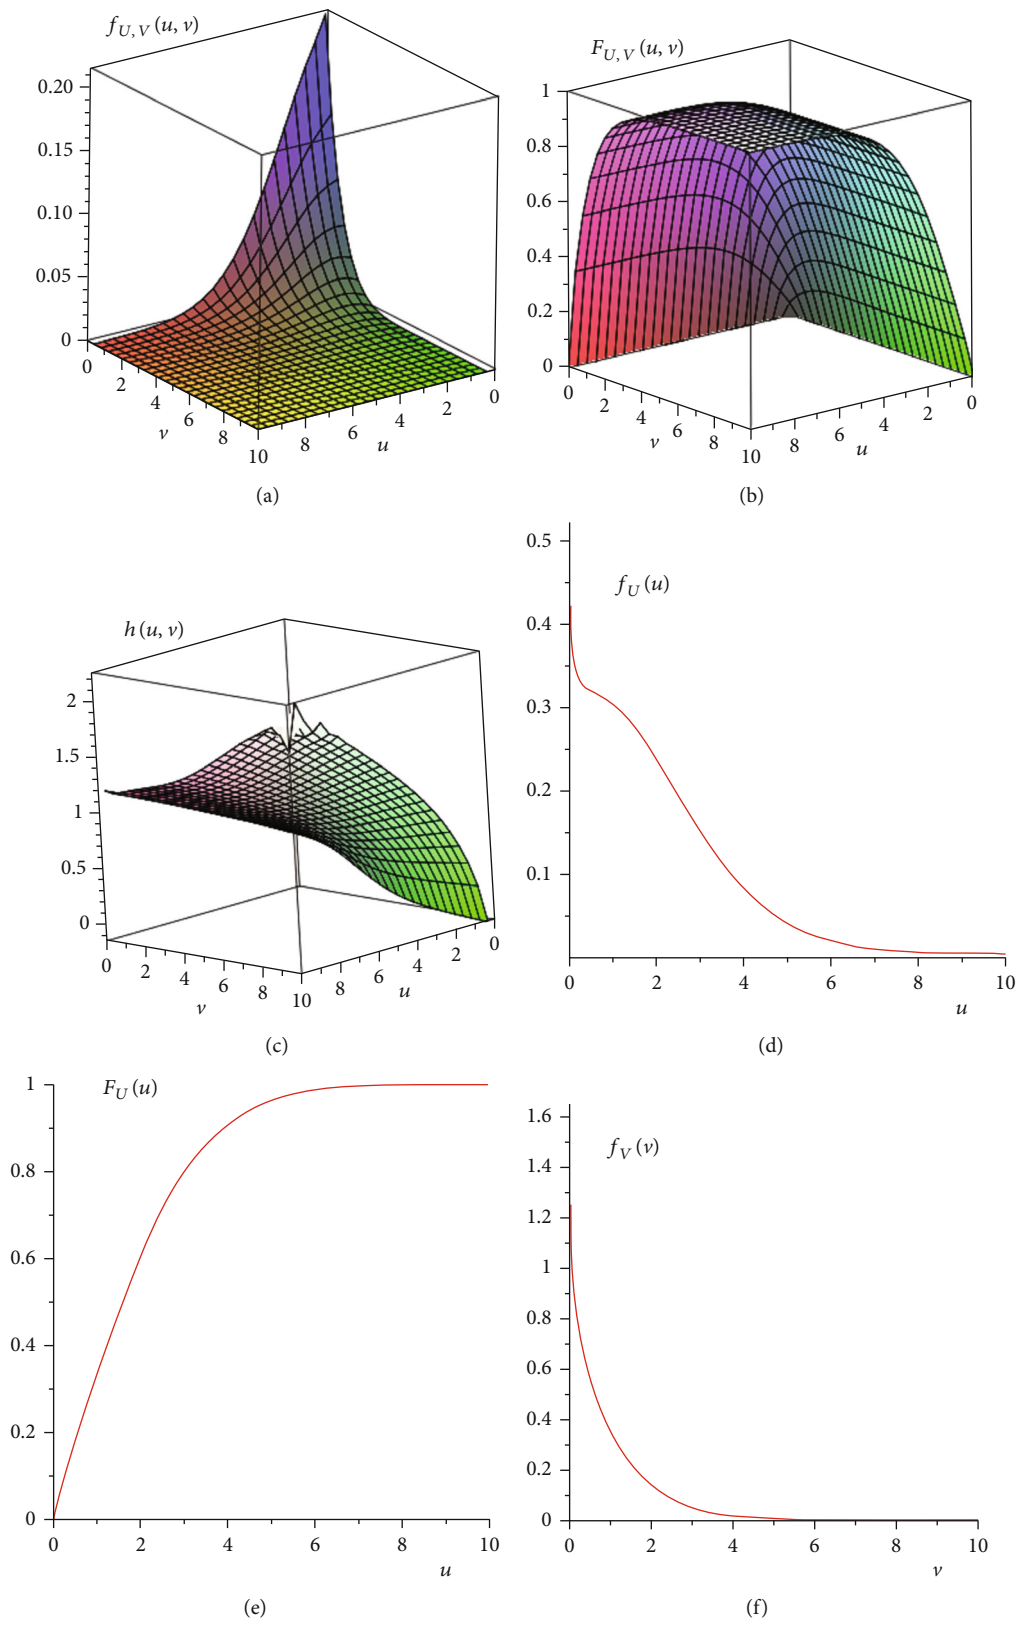 f_{U,V}(u, v)
0.20
0.15
0.10
0.05
0
0 2 4 6 8 10
v
8 6 4 2 0
u
(a)
F_{U,V}(u, v)
1
0.8
0.6
0.4
0.2
0
0 2 4 6 8 10
v
8 6 4 2 0
u
(b)
h(u, v)
2
1.5
1
0.5
0
0 2 4 6 8 10
v
8 6 4 2 0
u
(c)
f_U(u)
0.5
0.4
0.3
0.2
0.1
0 2 4 6 8 10
u
(d)
F_U(u)
1
0.8
0.6
0.4
0.2
0
0 2 4 6 8 10
u
(e)
f_V(v)
1.6
1.4
1.2
1
0.8
0.6
0.4
0.2
0
0 2 4 6 8 10
v
(f)